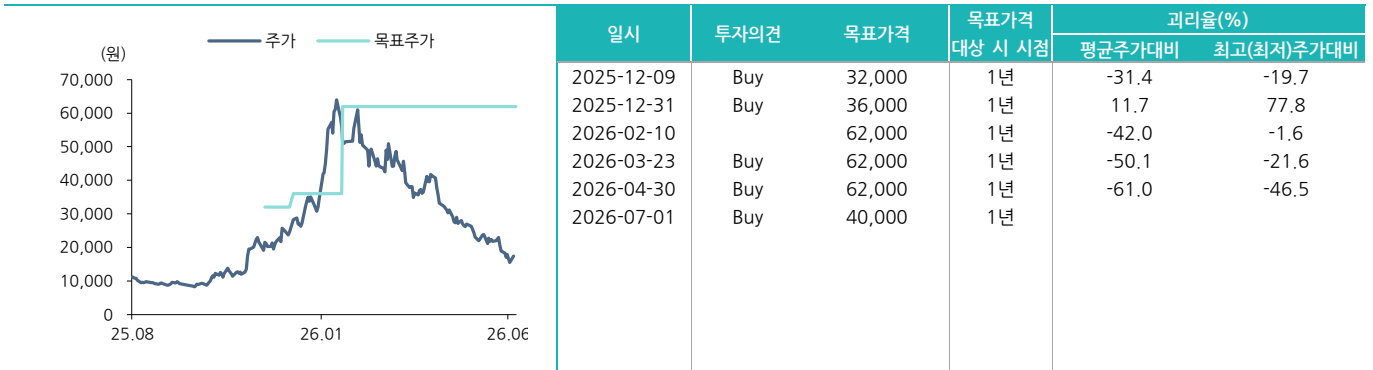 주가 목표주가
(원)
70,000
60,000
50,000
40,000
30,000
20,000
10,000
0
25.08 26.01 26.06
일시 투자의견 목표가격 목표가격 대상 시 시점 괴리율(%)
평균주가대비 최고(최저)주가대비
2025-12-09 Buy 32,000 1년 -31.4 -19.7
2025-12-31 Buy 36,000 1년 11.7 77.8
2026-02-10 62,000 1년 -42.0 -1.6
2026-03-23 Buy 62,000 1년 -50.1 -21.6
2026-04-30 Buy 62,000 1년 -61.0 -46.5
2026-07-01 Buy 40,000 1년